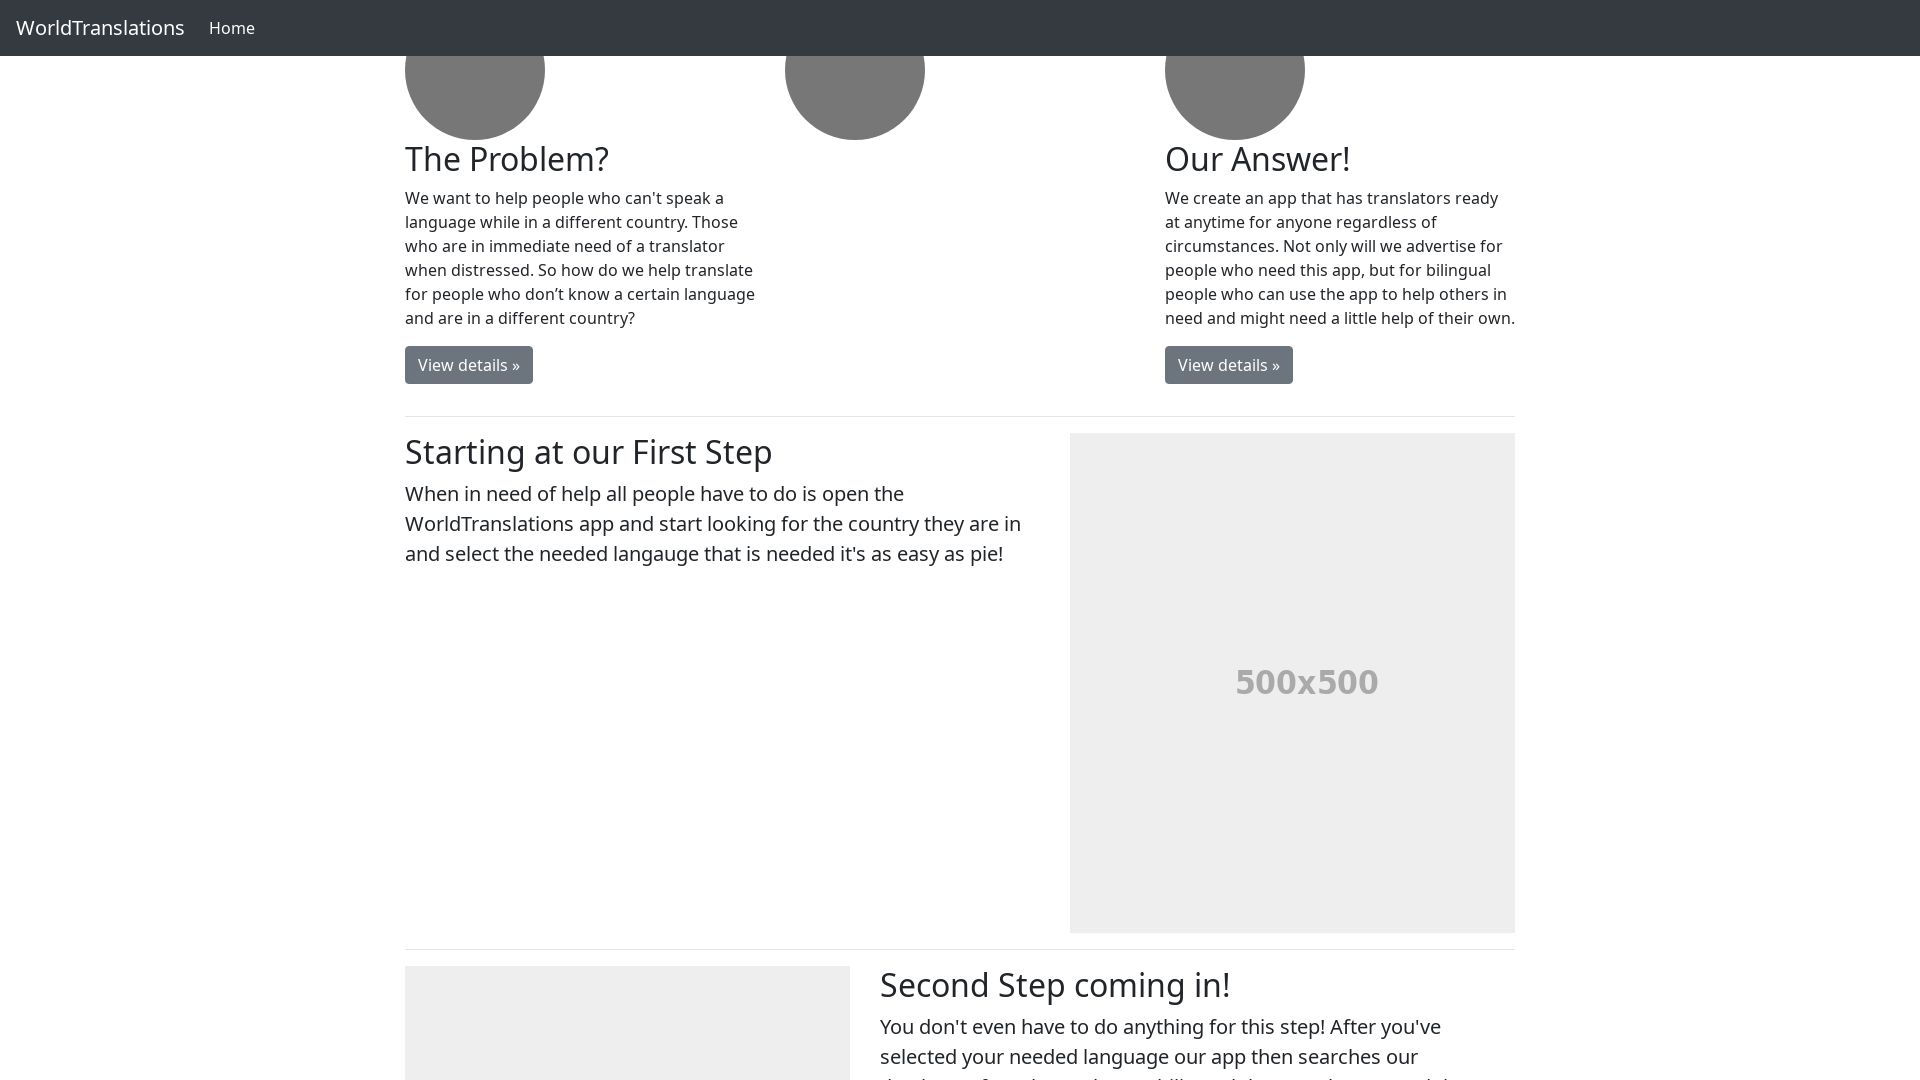 WorldTranslations Home
The Problem?
We want to help people who can't speak a
language while in a different country. Those
who are in immediate need of a translator
when distressed. So how do we help translate
for people who don’t know a certain language
and are in a different country?
View details »
Our Answer!
We create an app that has translators ready
at anytime for anyone regardless of
circumstances. Not only will we advertise for
people who need this app, but for bilingual
people who can use the app to help others in
need and might need a little help of their own.
View details »
Starting at our First Step
When in need of help all people have to do is open the
WorldTranslations app and start looking for the country they are in
and select the needed langauge that is needed it's as easy as pie!
500x500
Second Step coming in!
You don't even have to do anything for this step! After you've
selected your needed language our app then searches our